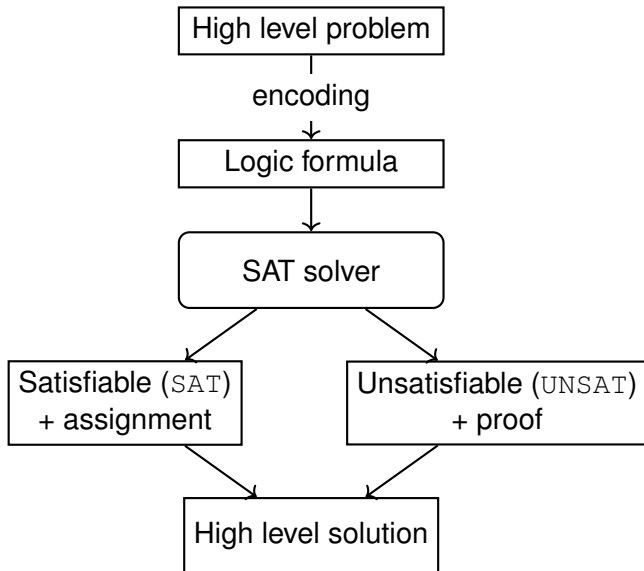 High level problem
encoding
Logic formula
SAT solver
Satisfiable (SAT)
+ assignment
Unsatisfiable (UNSAT)
+ proof
High level solution